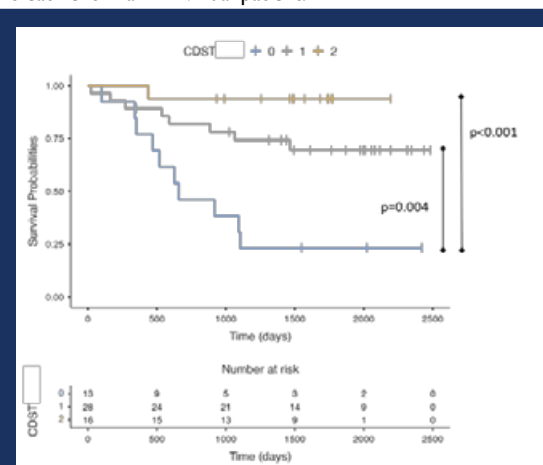 CDST + 0 + 1 + 2
1.00
0.75
0.50
0.25
0.00
Survival Probabilities
p<0.001
p=0.004
0 500 1000 1500 2000 2500
Time (days)
Number at risk
CDST
0 13 9 5 3 2 0
1 28 24 21 14 9 0
2 16 15 13 9 1 0
0 500 1000 1500 2000 2500
Time (days)